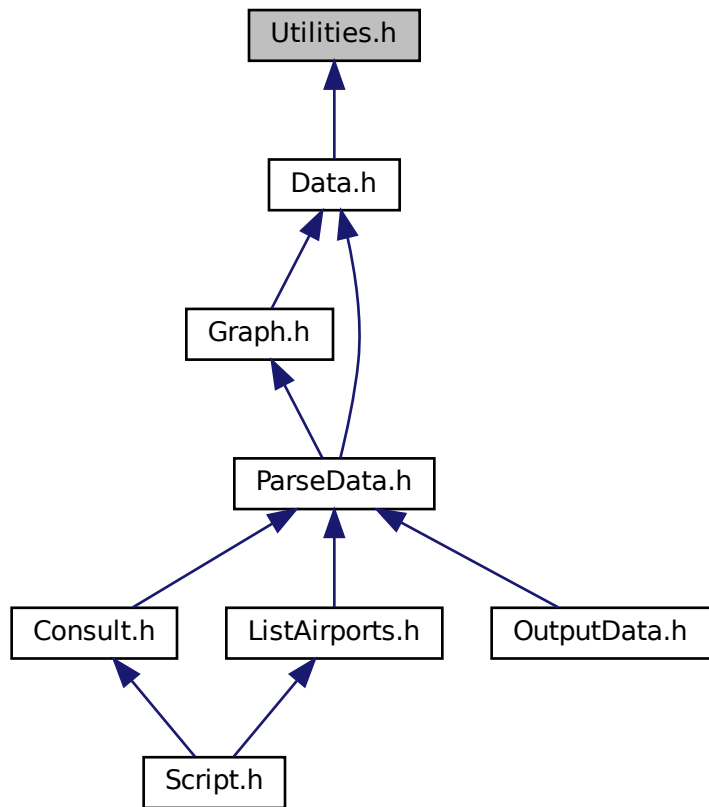 Utilities.h
Data.h
Graph.h
ParseData.h
Consult.h
ListAirports.h
OutputData.h
Script.h